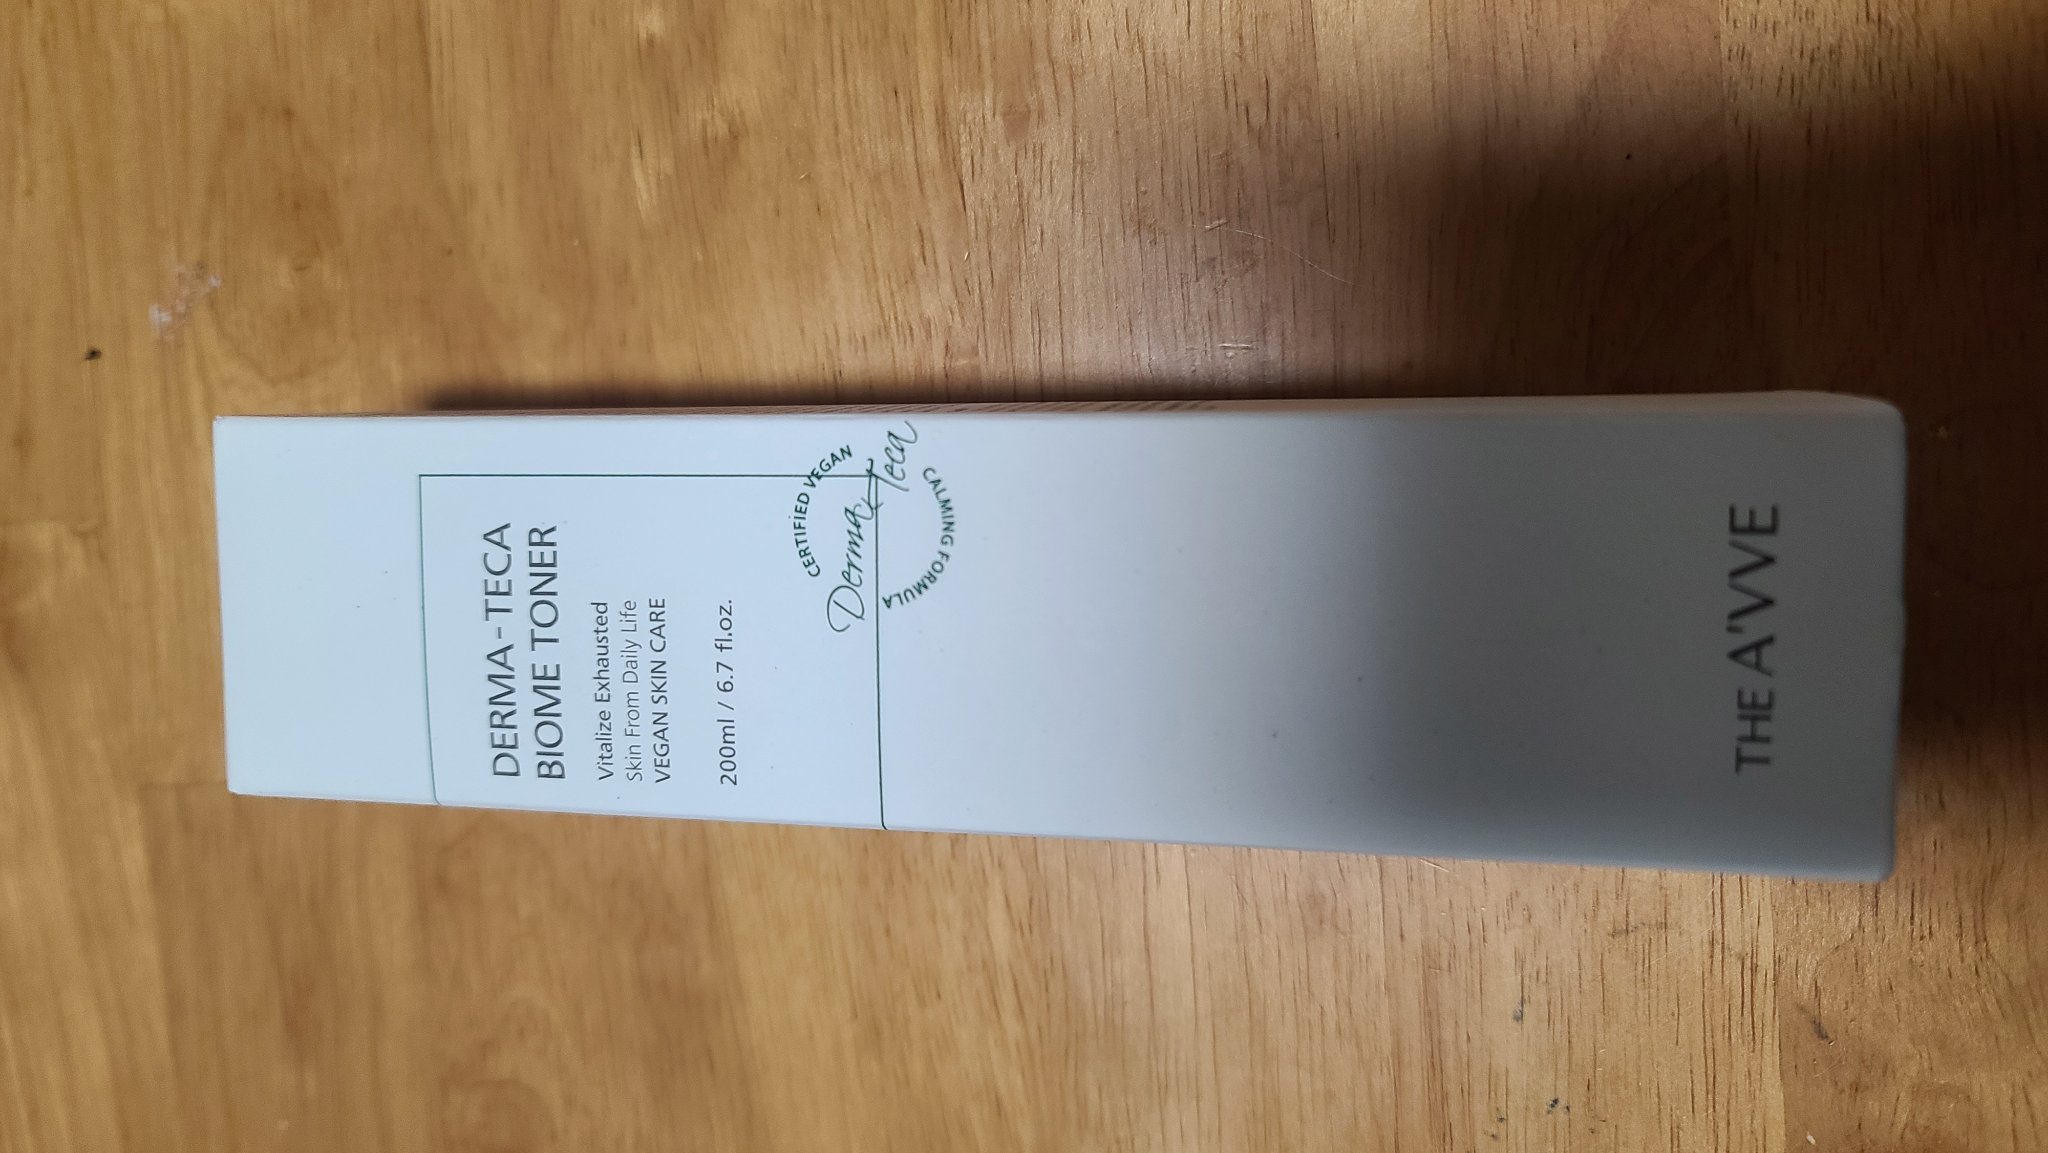 DERMA-TECA
BIOME TONER
Vitalize Exhausted
Skin From Daily Life
VEGAN SKIN CARE
200ml / 6.7 fl.oz.
CERTIFIED VEGAN
Derma Teca
CALMING FORMULA
THE A'VVE